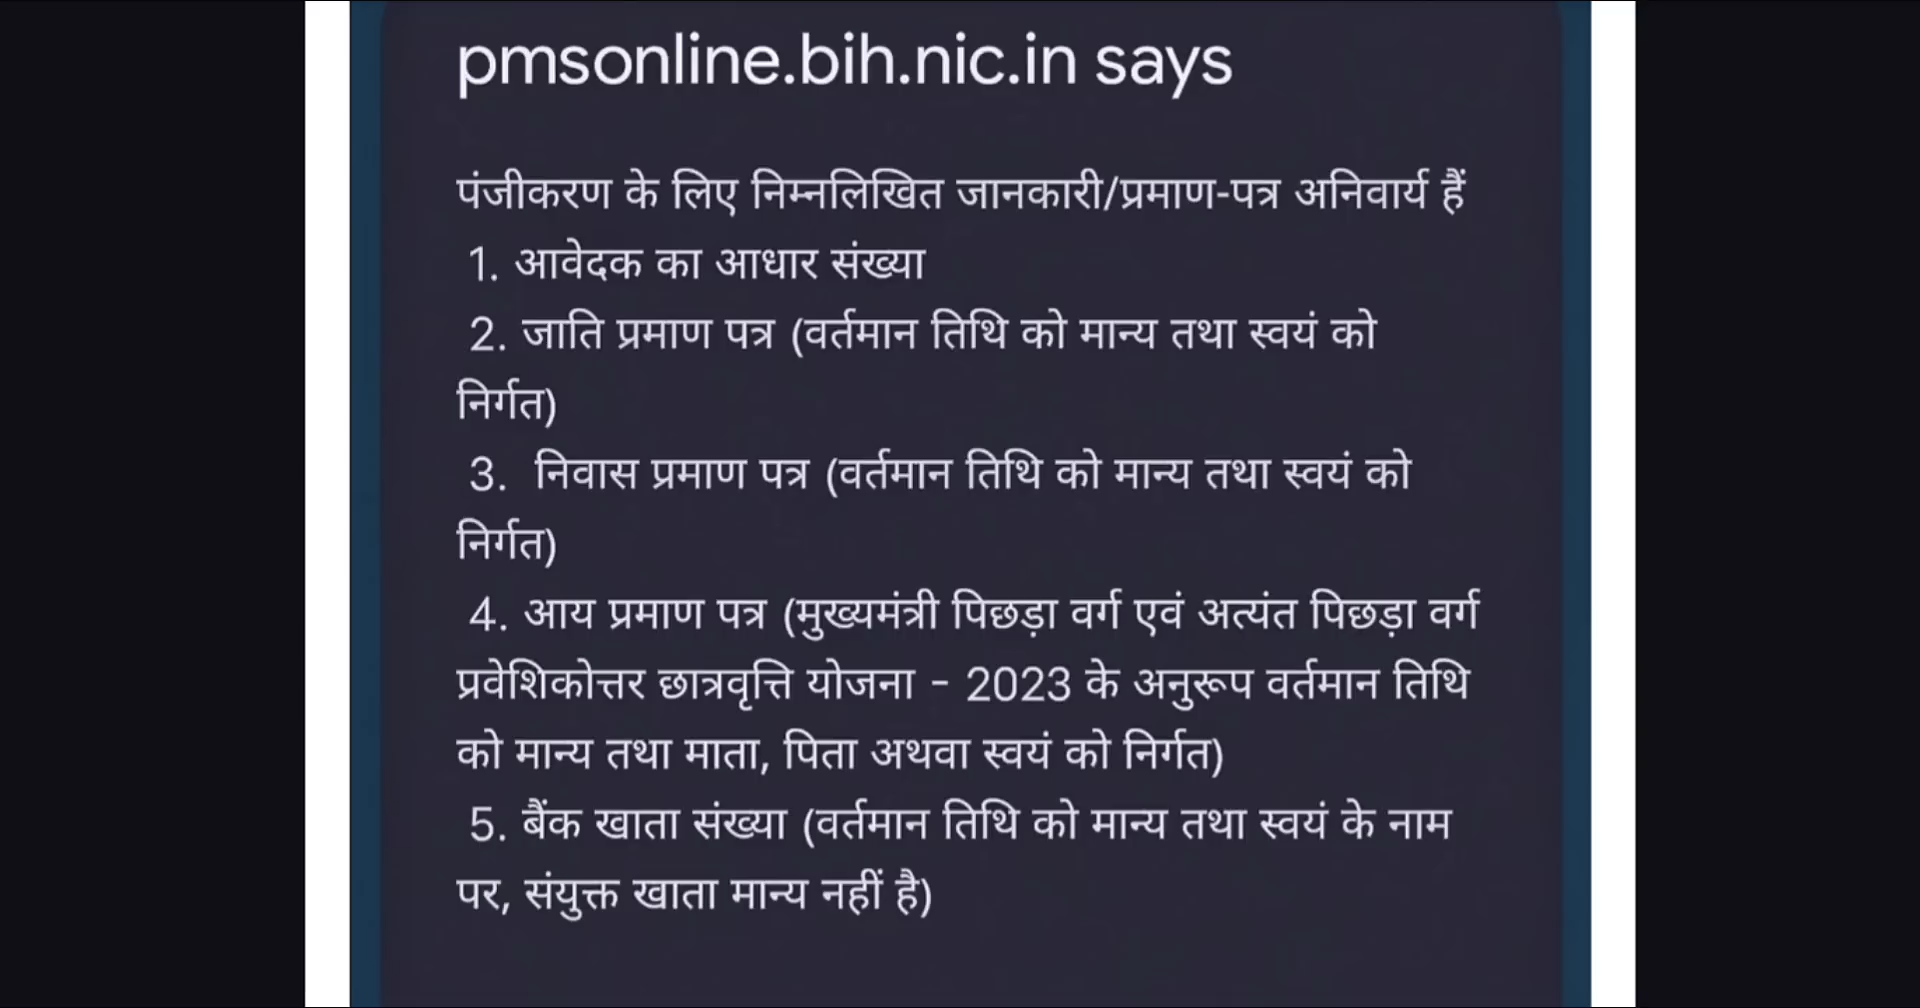 pmsonline.bih.nic.in says
पंजीकरण के लिए निम्नलिखित जानकारी/प्रमाण-पत्र अनिवार्य हैं
1. आवेदक का आधार संख्या
2. जाति प्रमाण पत्र (वर्तमान तिथि को मान्य तथा स्वयं को
निर्गत)
3. निवास प्रमाण पत्र (वर्तमान तिथि को मान्य तथा स्वयं को
निर्गत)
4. आय प्रमाण पत्र (मुख्यमंत्री पिछड़ा वर्ग एवं अत्यंत पिछड़ा वर्ग
प्रवेशिकोत्तर छात्रवृत्ति योजना - 2023 के अनुरूप वर्तमान तिथि
को मान्य तथा माता, पिता अथवा स्वयं को निर्गत)
5. बैंक खाता संख्या (वर्तमान तिथि को मान्य तथा स्वयं के नाम
पर, संयुक्त खाता मान्य नहीं है)